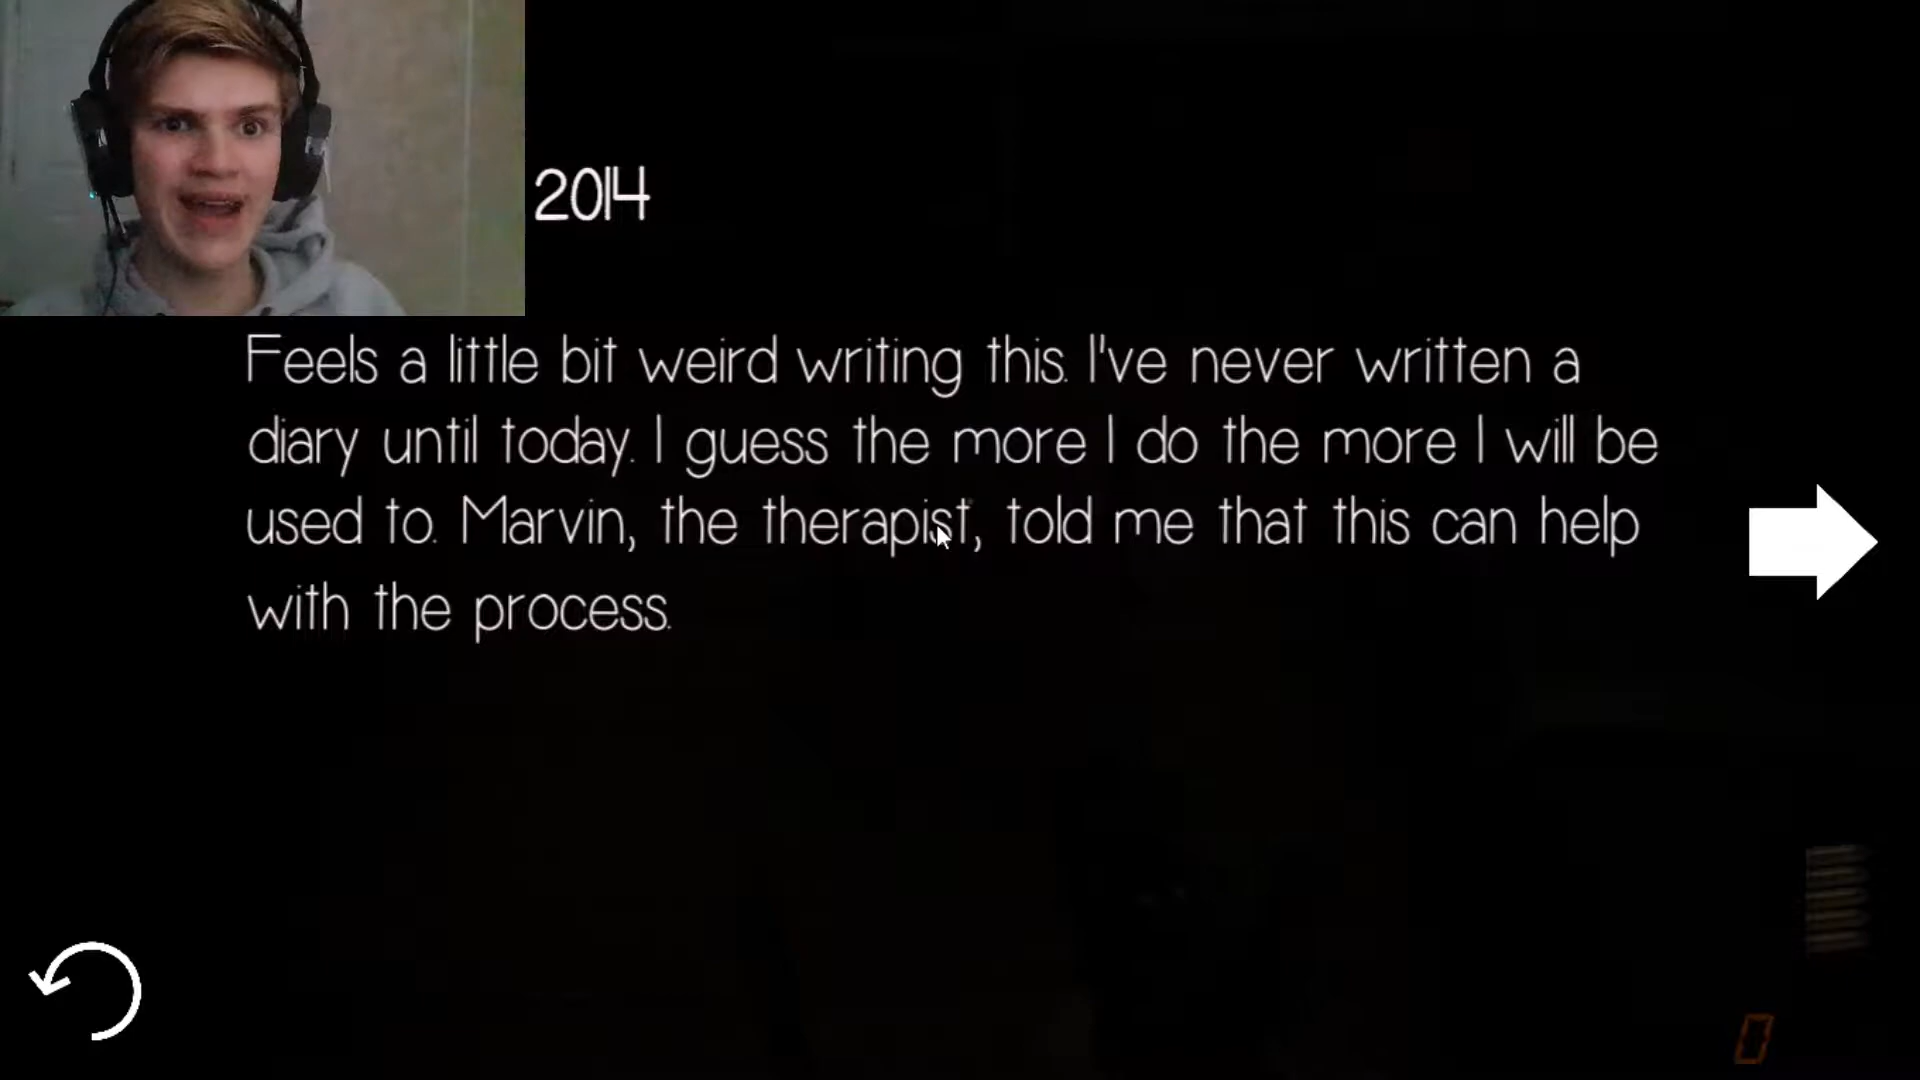 2014
Feels a little bit weird writing this. I've never written a
diary until today. I guess the more I do the more I will be
used to. Marvin, the therapist, told me that this can help
with the process.
0